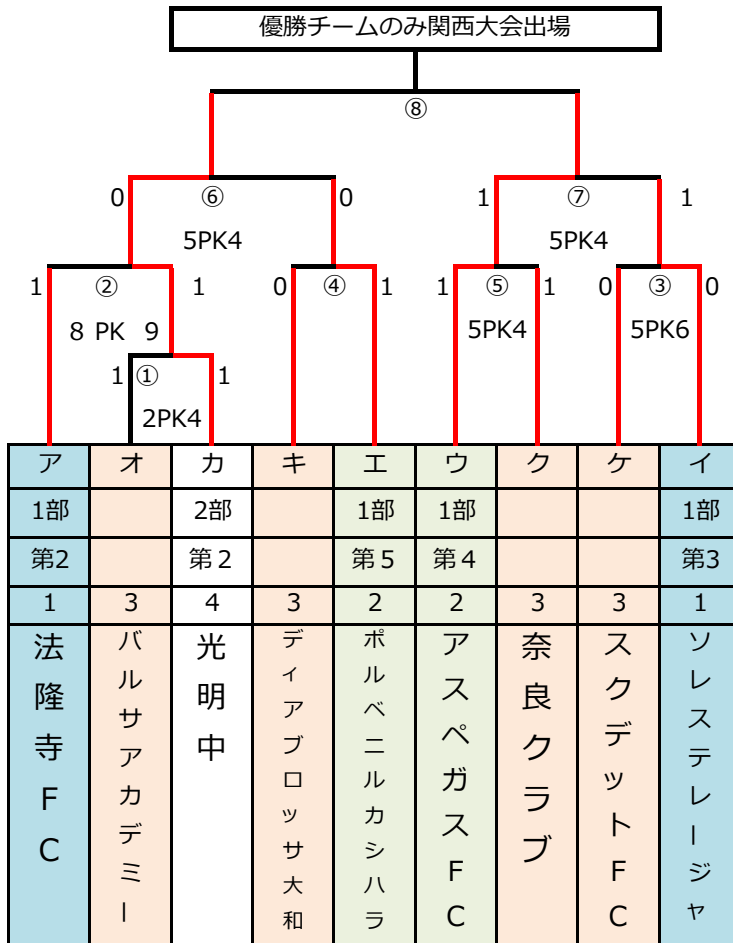 優勝チームのみ関西大会出場
⑧
0 ⑥ 0 1 ⑦ 1
5PK4 5PK4
1 ② 1 0 ④ 1 1 ⑤ 1 0 ③ 0
8 PK 9 5PK4 5PK6
1 ① 1
2PK4
ア オ カ キ エ ウ ク ケ イ
1部 2部 1部 1部 1部
第2 第２ 第５ 第４ 第3
1 3 4 3 2 2 3 3 1
法隆寺ＦＣ
バルサアカデミー
光明中
ディアブロッサ大和
ポルベニルカシハラ
アスペガスＦＣ
奈良クラブ
スクデットＦＣ
ソレステレージャ